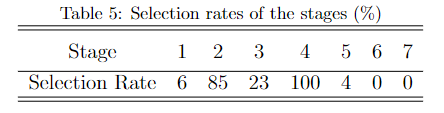 Table 5: Selection rates of the stages (%)
Stage 1 2 3 4 5 6 7
Selection Rate 6 85 23 100 4 0 0